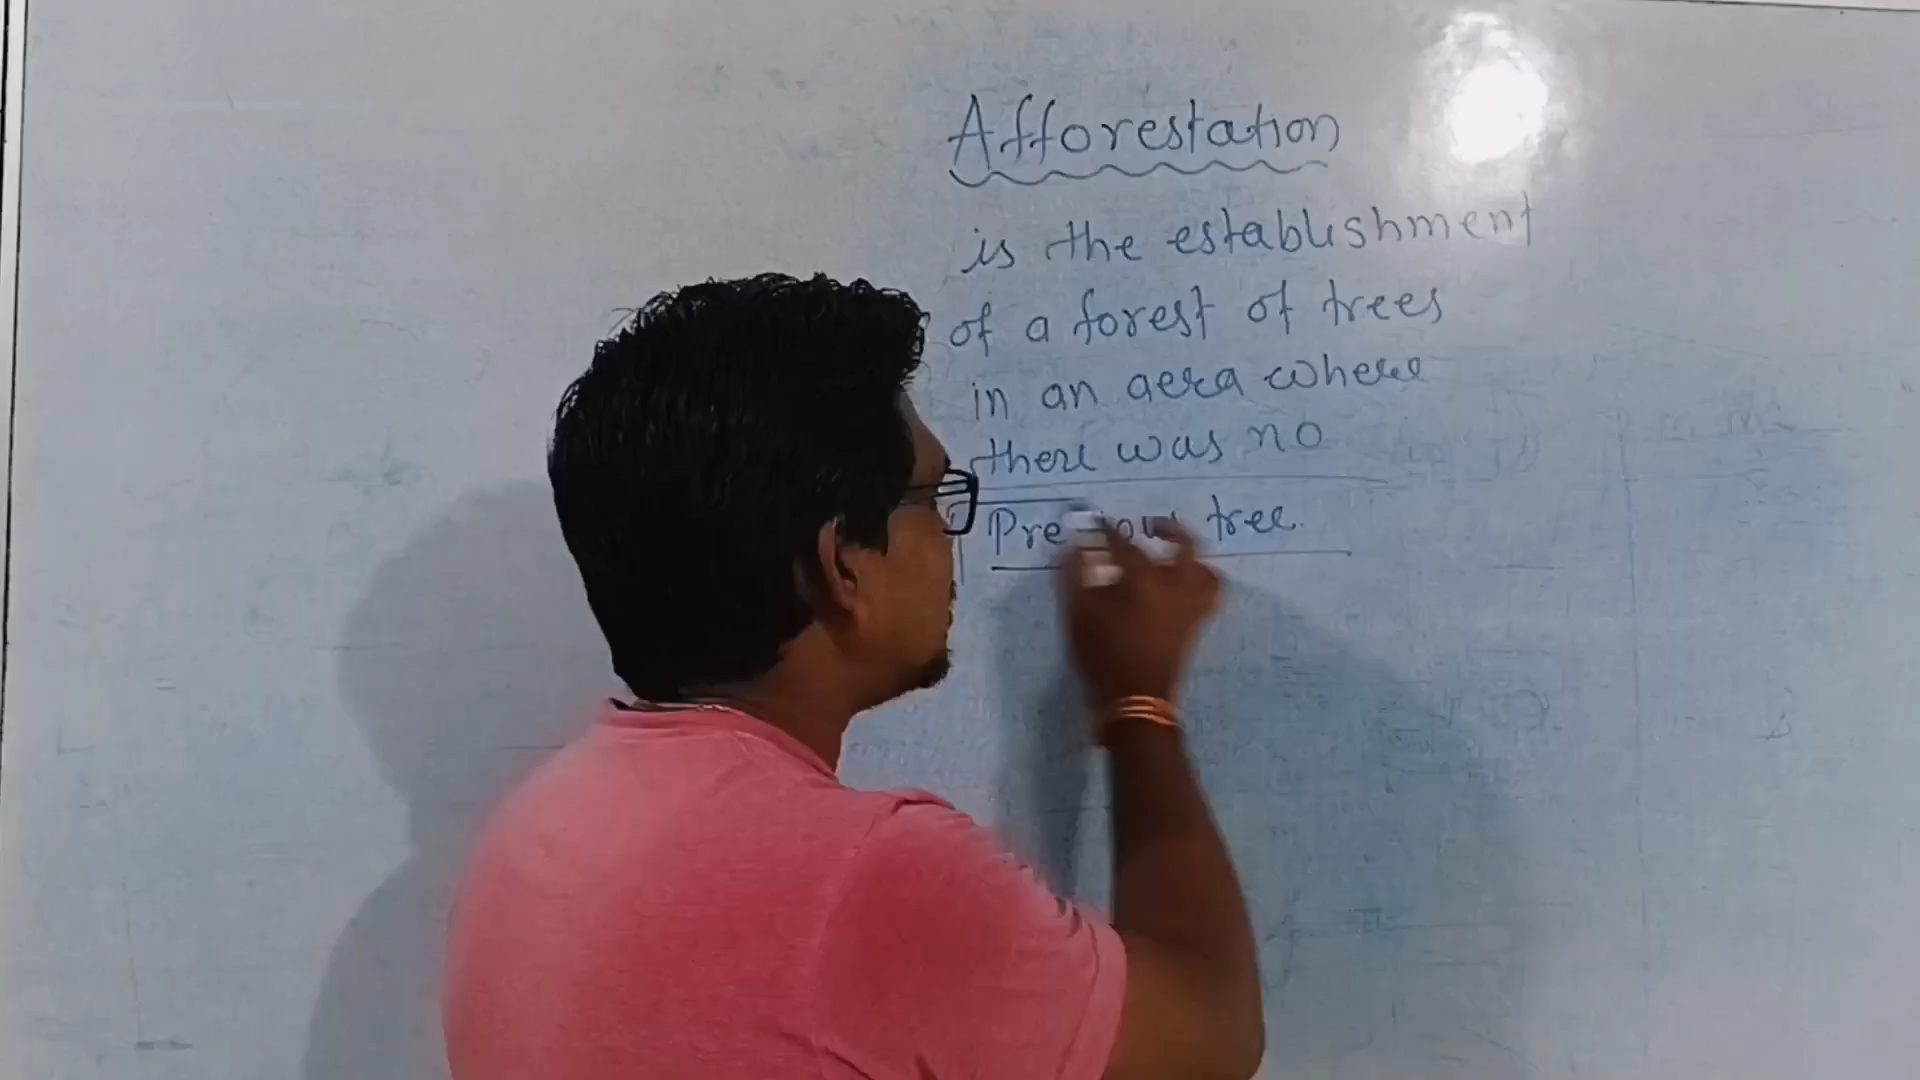 Afforestation
is the establishment
of a forest of trees
in an aera where
there was no
tree.